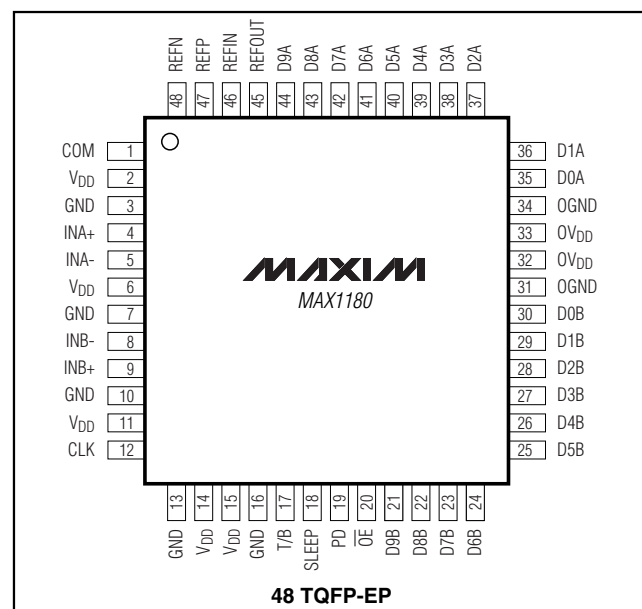 REFN REFP REFIN REFOUT D9A D8A D7A D6A D5A D4A D3A D2A
48 47 46 45 44 43 42 41 40 39 38 37
COM 1 36 D1A
VDD 2 35 D0A
GND 3 34 OGND
INA+ 4 33 OVDD
INA- 5 32 OVDD
VDD 6 31 OGND
MAXIM
MAX1180
GND 7 30 D0B
INB- 8 29 D1B
INB+ 9 28 D2B
GND 10 27 D3B
VDD 11 26 D4B
CLK 12 25 D5B
13 14 15 16 17 18 19 20 21 22 23 24
GND VDD VDD GND T/B SLEEP PD OE D9B D8B D7B D6B
48 TQFP-EP